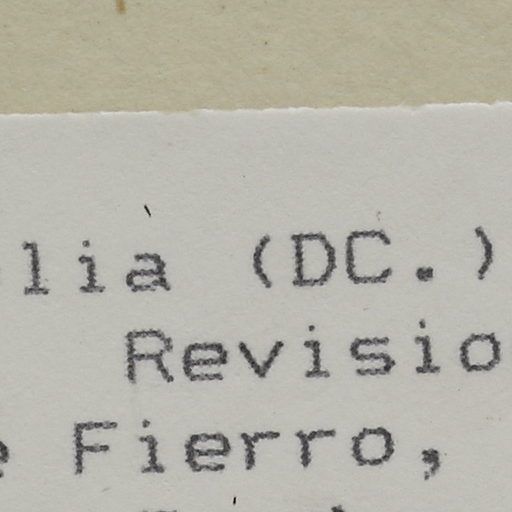 lia (DC.)
Revisio
Fierro,